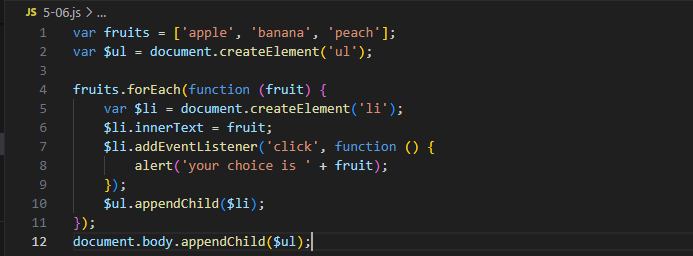 JS 5-06.js > ...
1 var fruits = ['apple', 'banana', 'peach'];
2 var $ul = document.createElement('ul');
3
4 fruits.forEach(function (fruit) {
5     var $li = document.createElement('li');
6     $li.innerText = fruit;
7     $li.addEventListener('click', function () {
8         alert('your choice is ' + fruit);
9     });
10     $ul.appendChild($li);
11 });
12 document.body.appendChild($ul);